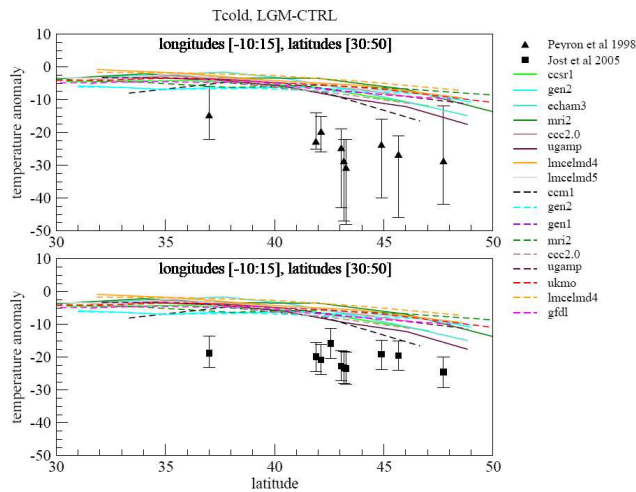 Tcold, LGM-CTRL
longitudes [-10:15], latitudes [30:50]
temperature anomaly
10
0
-10
-20
-30
-40
-50
30
35
40
45
50
longitudes [-10:15], latitudes [30:50]
temperature anomaly
10
0
-10
-20
-30
-40
-50
30
35
40
45
50
latitude
Peyron et al 1998
Jost et al 2005
ccsr1
gen2
echam3
mri2
ccc2.0
ugamp
lmcelmd4
lmcelmd5
ccm1
gen2
gen1
mri2
ccc2.0
ugamp
ukmo
lmcelmd4
gfdl